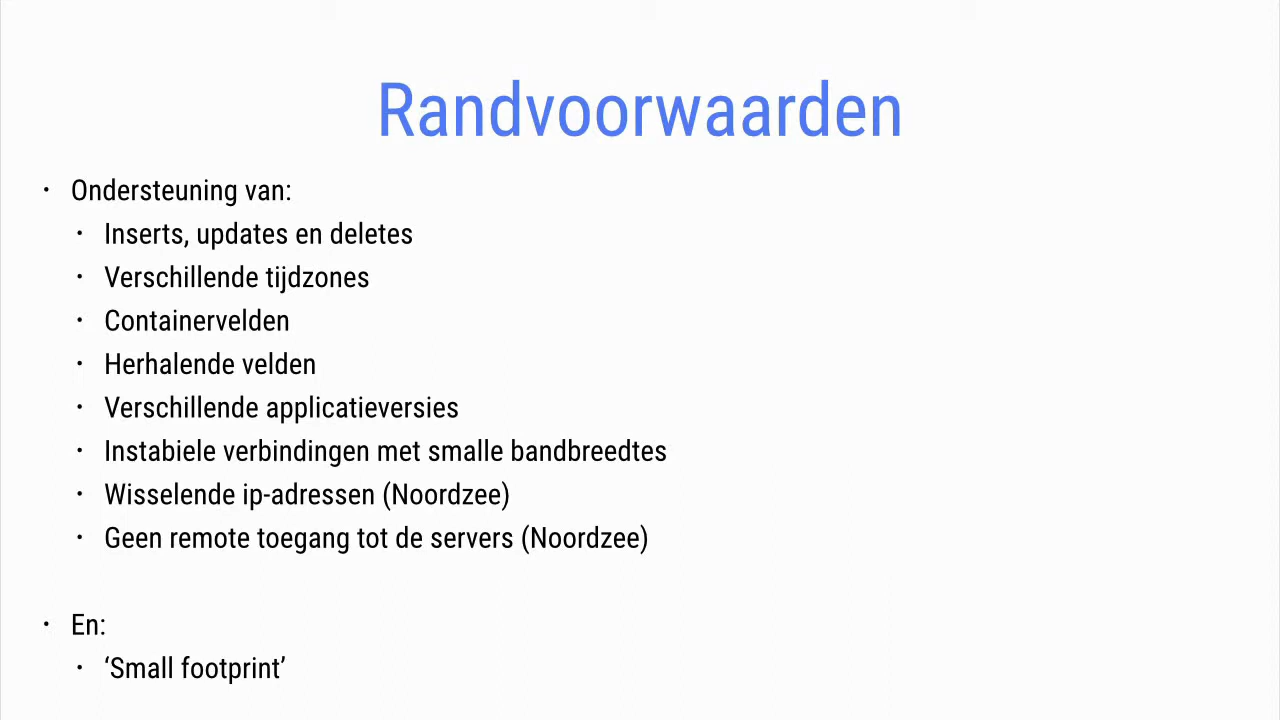 Randvoorwaarden
• Ondersteuning van:
• Inserts, updates en deletes
• Verschillende tijdzones
• Containervelden
• Herhalende velden
• Verschillende applicatieversies
• Instabiele verbindingen met smalle bandbreedtes
• Wisselende ip-adressen (Noordzee)
• Geen remote toegang tot de servers (Noordzee)
• En:
• ‘Small footprint’